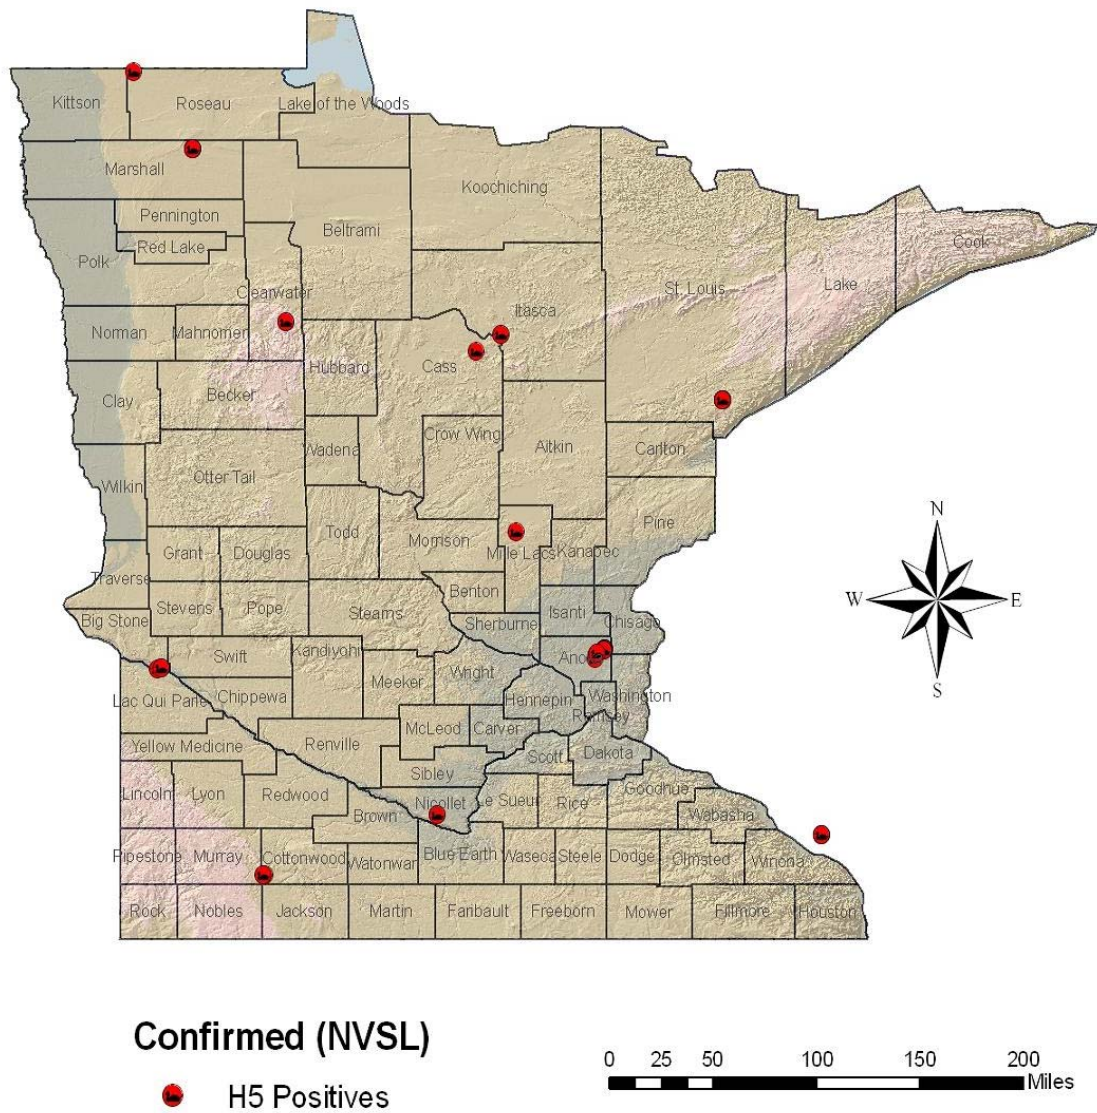 Kittson
Roseau
Lake of the Woods
Marshall
Koochiching
Pennington
Beltrami
Red Lake
Polk
Cook
St. Louis
Lake
Clearwater
Itasca
Norman
Mahnomen
Hubbard
Cass
Becker
Clay
Crow Wing
Wadena
Aitkin
Carlton
Otter Tail
Wilkin
Pine
Todd
Morrison
Grant
Douglas
Mille Lacs
Kanabec
Traverse
Benton
Stevens
Pope
Stearns
Isanti
Big Stone
Sherburne
Chisago
Swift
Kandiyohi
Wright
Meeker
Lac Qui Parle
Chippewa
Hennepin
Washington
Ramsey
McLeod
Carver
Yellow Medicine
Renville
Scott
Dakota
Sibley
Lincoln
Lyon
Redwood
Nicollet
Le Sueur
Rice
Goodhue
Brown
Wabasha
Pipestone
Murray
Cottonwood
Watonwan
Blue Earth
Waseca
Steele
Dodge
Olmsted
Winona
Rock
Nobles
Jackson
Martin
Faribault
Freeborn
Mower
Fillmore
Houston
N
W
E
S
Confirmed (NVSL)
H5 Positives
0 25 50 100 150 200
Miles